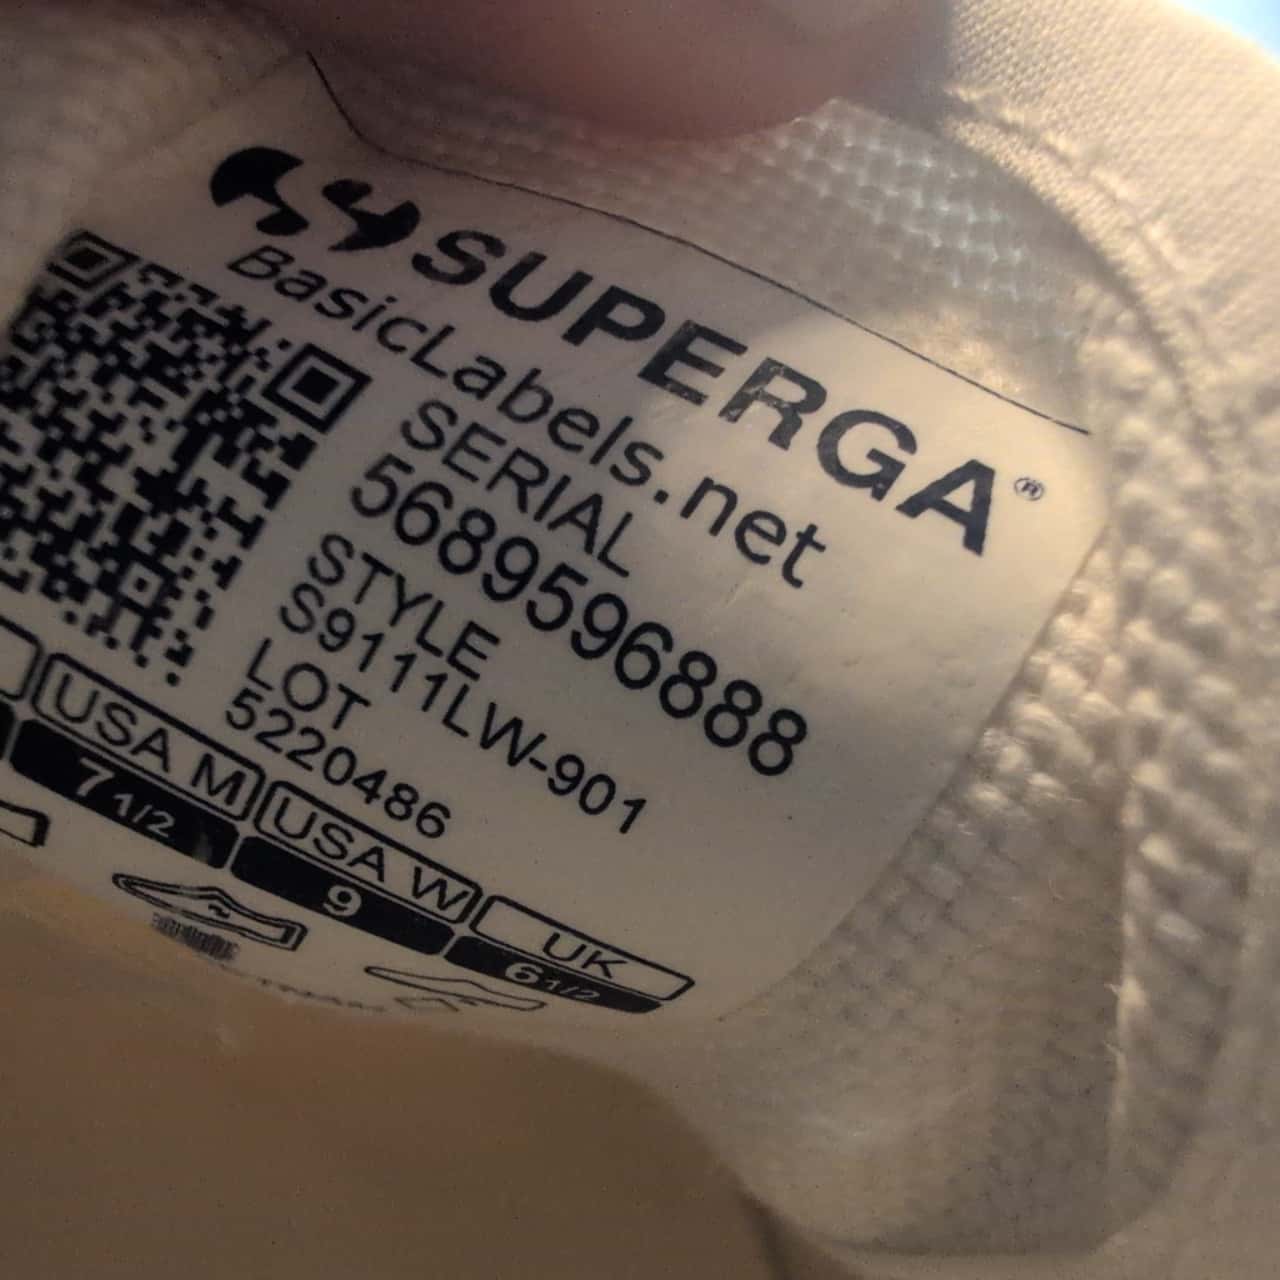 SUPERGA®
BasicLabels.net
SERIAL
5689596888
STYLE
S9111LW-901
LOT
5220486
USA M USA W UK
7 1/2 9 6 1/2